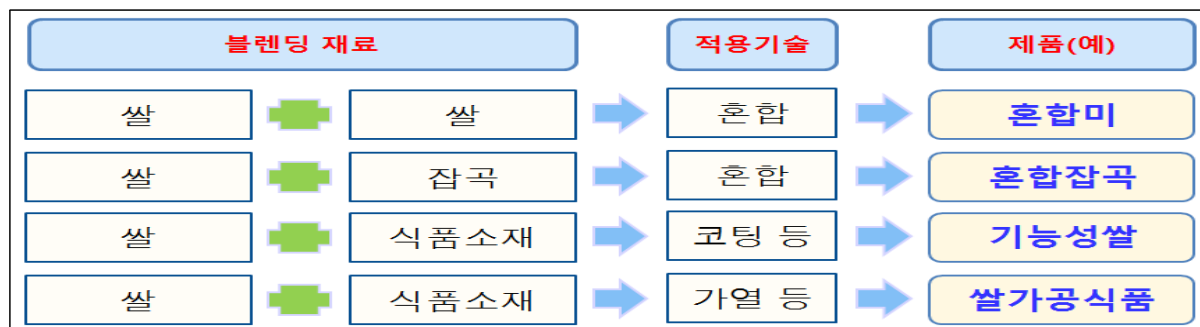 블렌딩 재료 적용기술 제품(예)
쌀 쌀 혼합 혼합미
쌀 잡곡 혼합 혼합잡곡
쌀 식품소재 코팅 등 기능성쌀
쌀 식품소재 가열 등 쌀가공식품